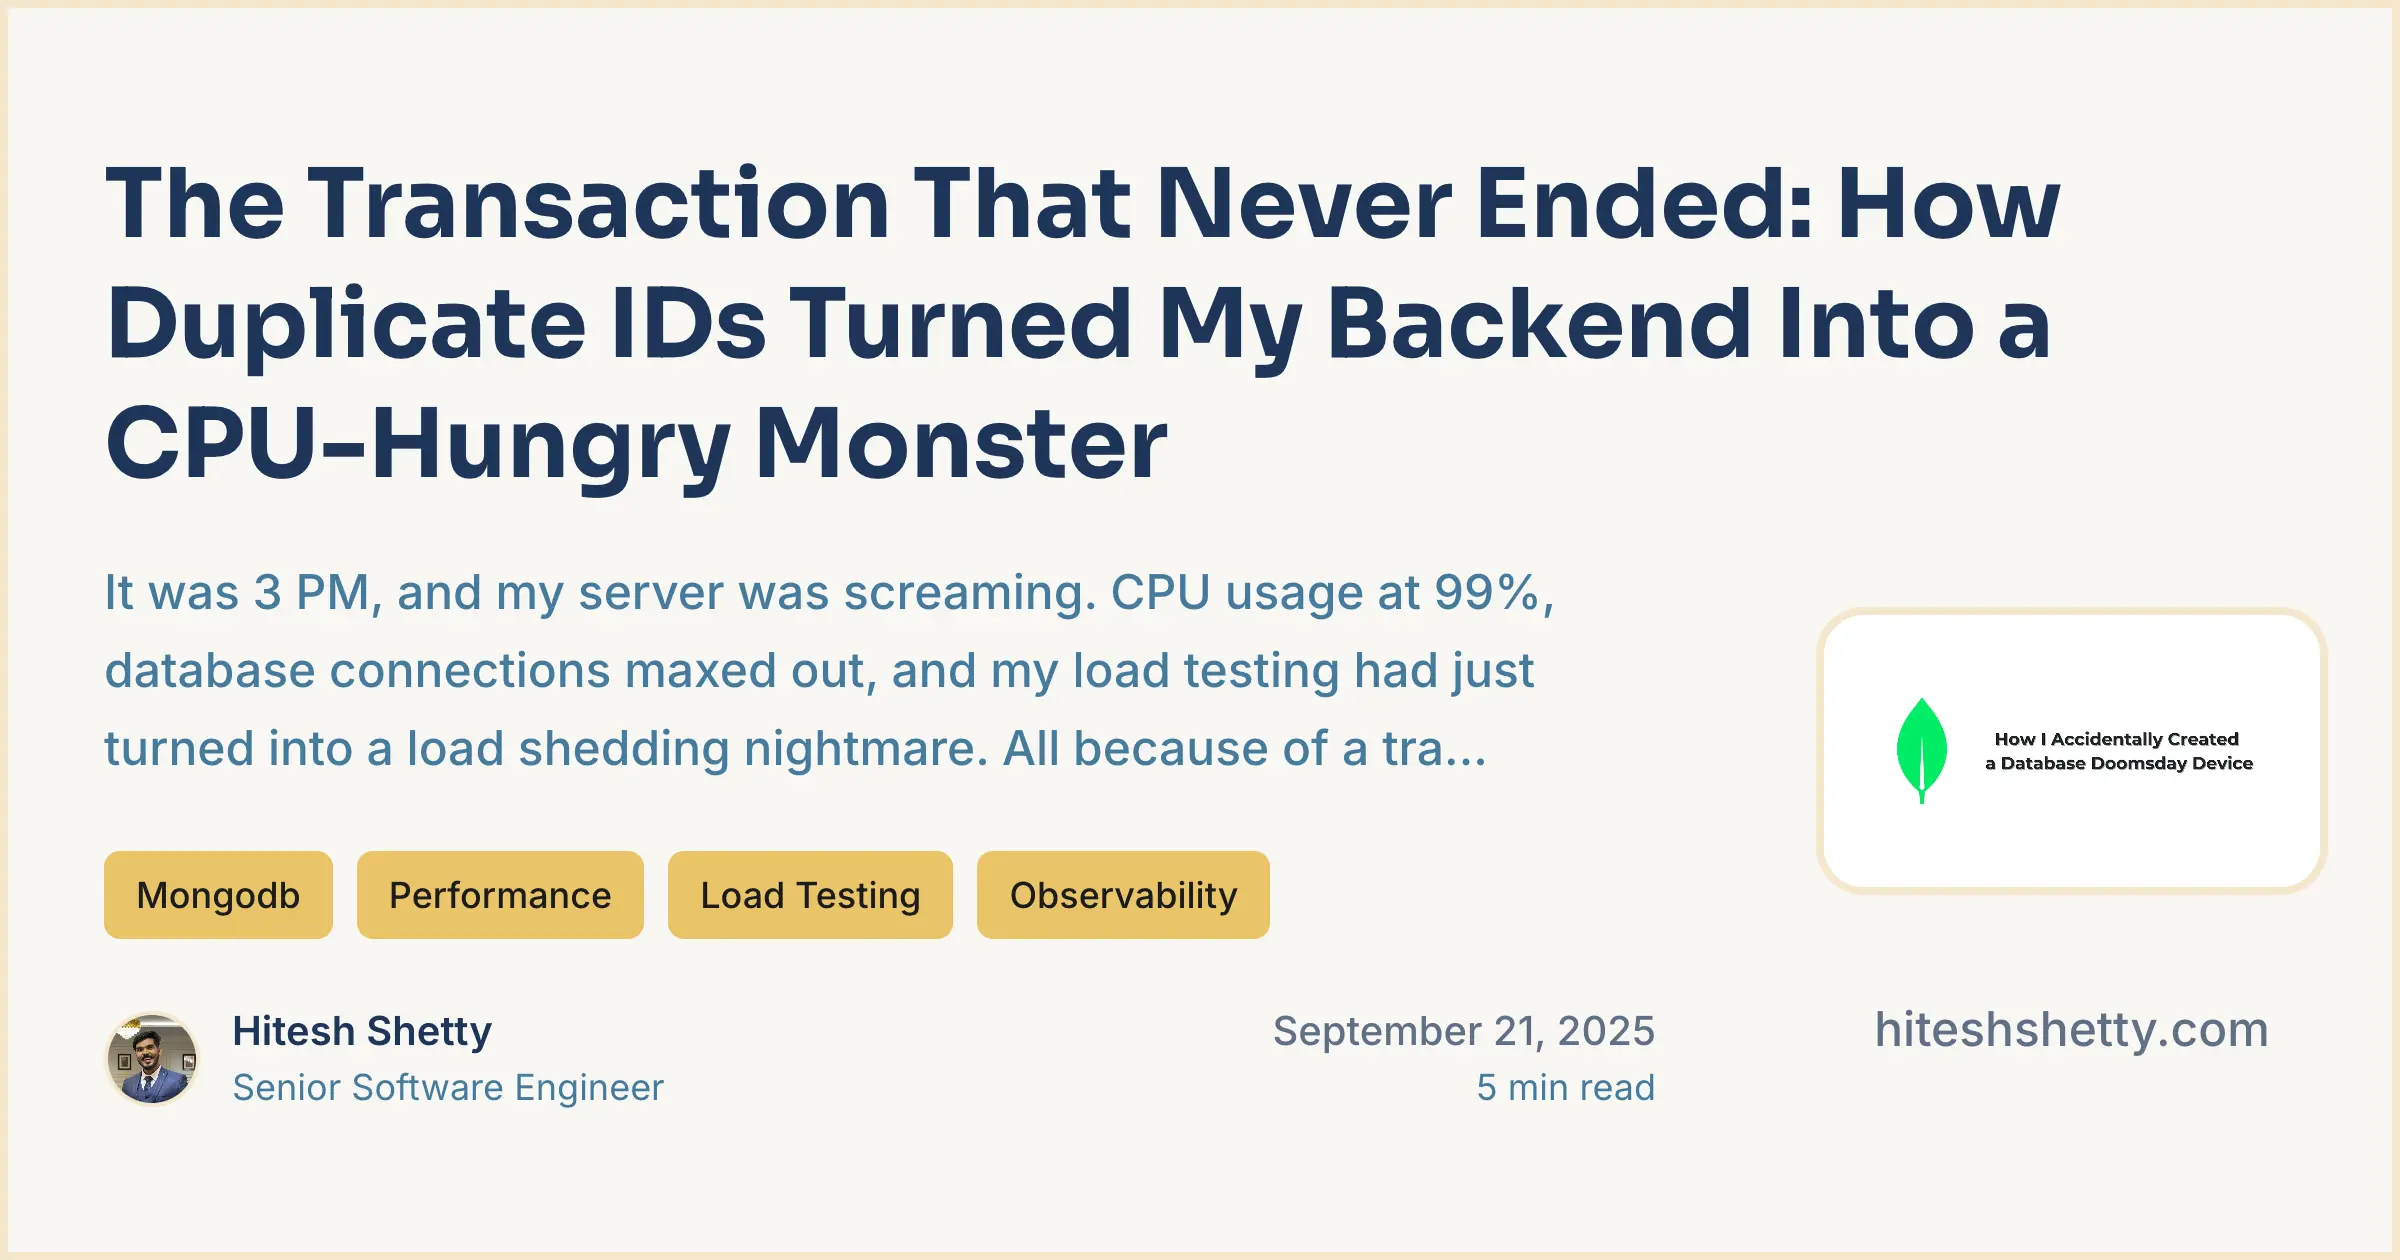 The Transaction That Never Ended: How
Duplicate IDs Turned My Backend Into a
CPU-Hungry Monster
It was 3 PM, and my server was screaming. CPU usage at 99%,
database connections maxed out, and my load testing had just
turned into a load shedding nightmare. All because of a tra...
How I Accidentally Created
a Database Doomsday Device
Mongodb
Performance
Load Testing
Observability
Hitesh Shetty
Senior Software Engineer
September 21, 2025
5 min read
hiteshshetty.com